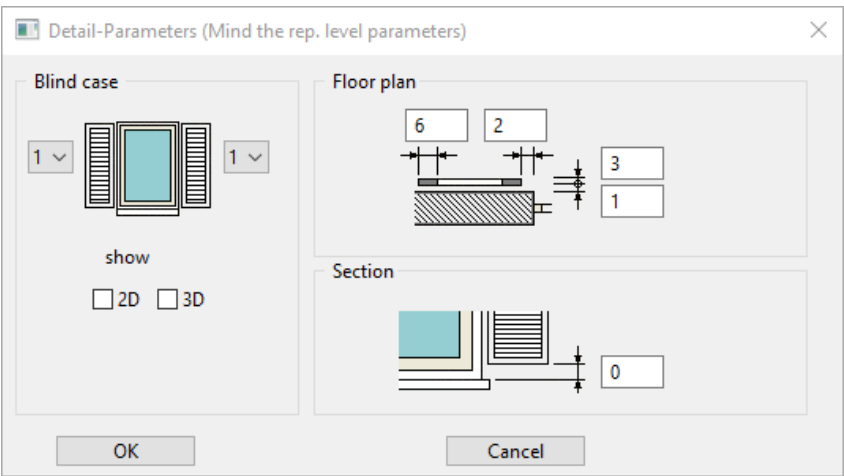 Detail-Parameters (Mind the rep. level parameters)
Blind case
1
1
show
2D
3D
Floor plan
6
2
3
1
Section
0
OK
Cancel